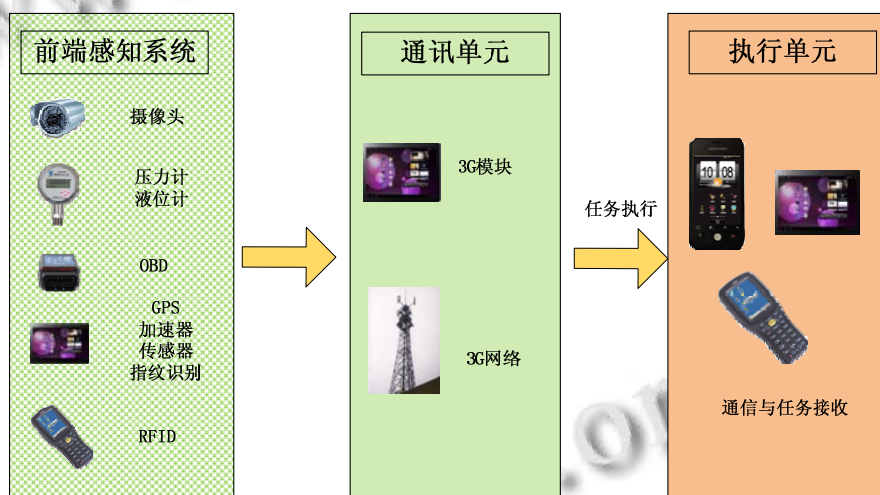 前端感知系统
摄像头
压力计
液位计
OBD
GPS
加速器
传感器
指纹识别
RFID
通讯单元
3G模块
3G网络
任务执行
执行单元
10 08
通信与任务接收
.or